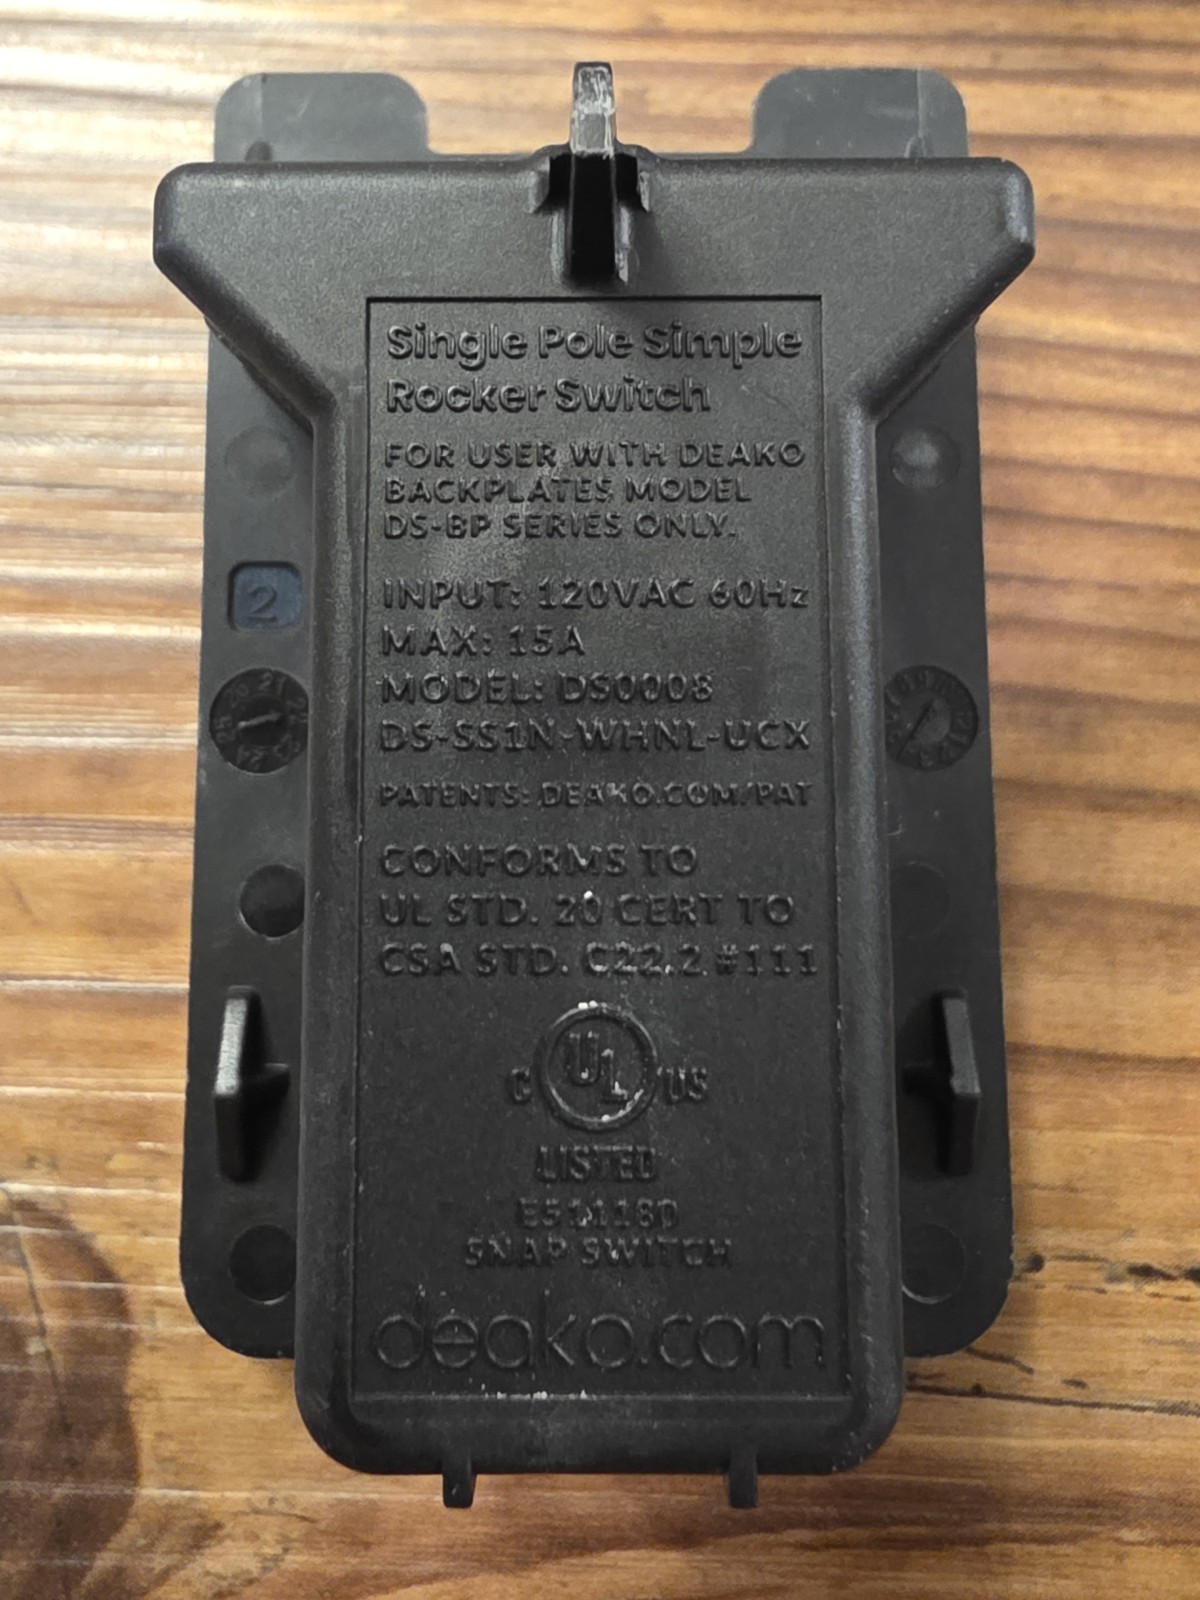 Single Pole Simple
Rocker Switch
FOR USER WITH DEAKO
BACKPLATES MODEL
DS-BP SERIES ONLY.
INPUT: 120VAC 60Hz
MAX: 15A
MODEL: DS0008
DS-SS1N-WHNL-UCX
PATENTS: DEAKO.COM/PAT
CONFORMS TO
UL STD. 20 CERT TO
CSA STD. C22.2 #111
C UL US
LISTED
E511180
SNAP SWITCH
deako.com
2